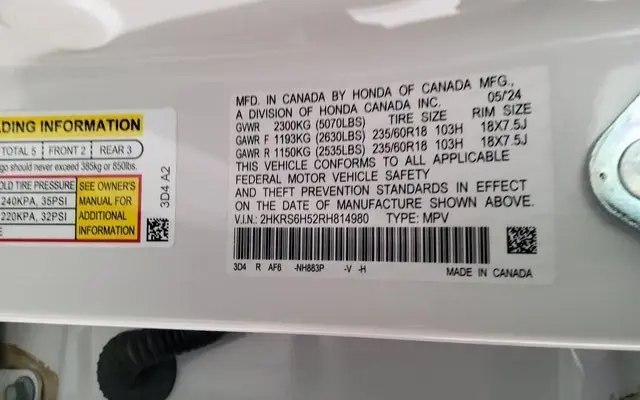 ADING INFORMATION
TOTAL 5 FRONT 2 REAR 3
go should never exceed 385kg or 850lbs.
OLD TIRE PRESSURE
240KPA, 35PSI
220KPA, 32PSI
SEE OWNER'S
MANUAL FOR
ADDITIONAL
INFORMATION
3D4 A2
MFD. IN CANADA BY HONDA OF CANADA MFG.,
A DIVISION OF HONDA CANADA INC. 05/24
GVWR 2300KG (5070LBS) TIRE SIZE RIM SIZE
GAWR F 1193KG (2630LBS) 235/60R18 103H 18X7.5J
GAWR R 1150KG (2535LBS) 235/60R18 103H 18X7.5J
THIS VEHICLE CONFORMS TO ALL APPLICABLE
FEDERAL MOTOR VEHICLE SAFETY
AND THEFT PREVENTION STANDARDS IN EFFECT
ON THE DATE OF MANUFACTURE SHOWN ABOVE.
V.I.N.: 2HKRS6H52RH814980 TYPE: MPV
3D4 R AF6 -NH883P -V -H MADE IN CANADA